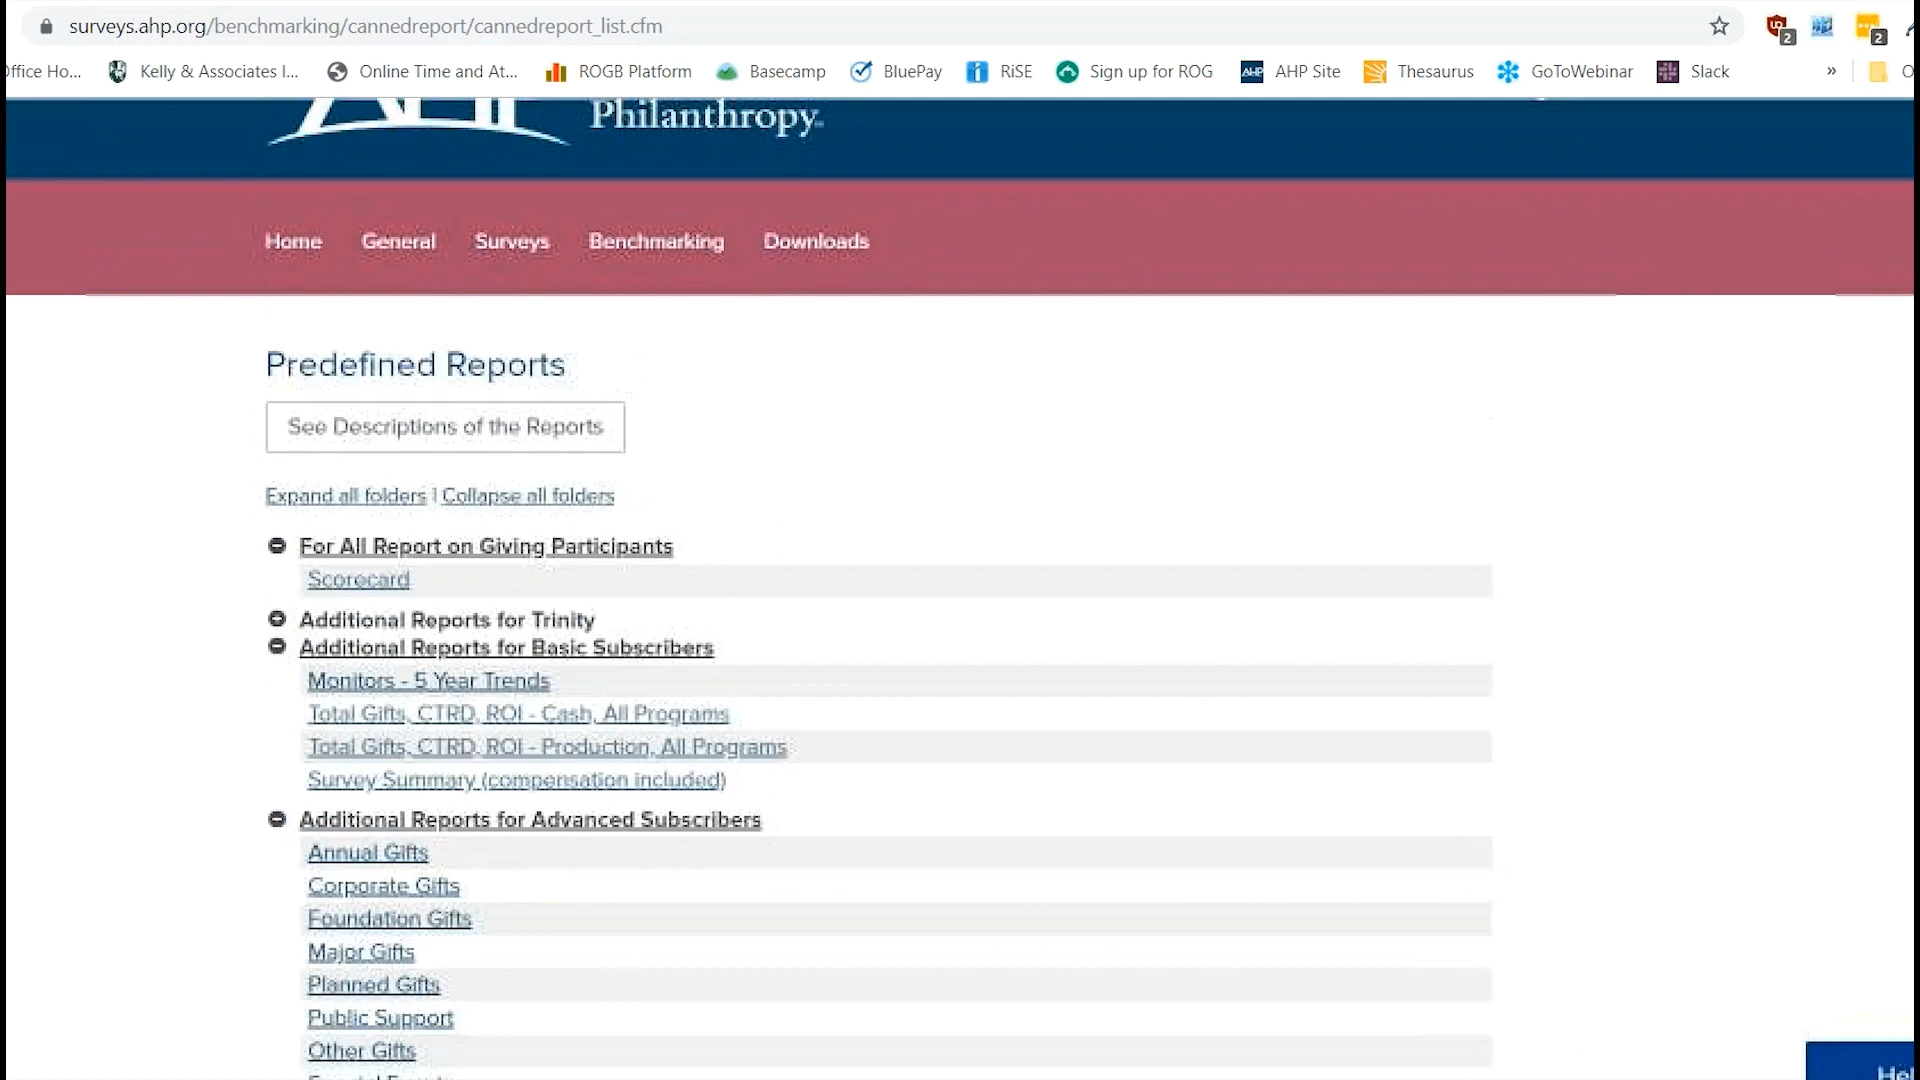 surveys.ahp.org/benchmarking/cannedreport/cannedreport_list.cfm
2
2
ffice Ho... Kelly & Associates I... Online Time and At... ROGB Platform Basecamp BluePay RiSE Sign up for ROG AHP Site Thesaurus GoToWebinar Slack »
AHP Philanthropy
Home General Surveys Benchmarking Downloads
Predefined Reports
See Descriptions of the Reports
Expand all folders | Collapse all folders
For All Report on Giving Participants
Scorecard
Additional Reports for Trinity
Additional Reports for Basic Subscribers
Monitors - 5 Year Trends
Total Gifts, CTRD, ROI - Cash, All Programs
Total Gifts, CTRD, ROI - Production, All Programs
Survey Summary (compensation included)
Additional Reports for Advanced Subscribers
Annual Gifts
Corporate Gifts
Foundation Gifts
Major Gifts
Planned Gifts
Public Support
Other Gifts